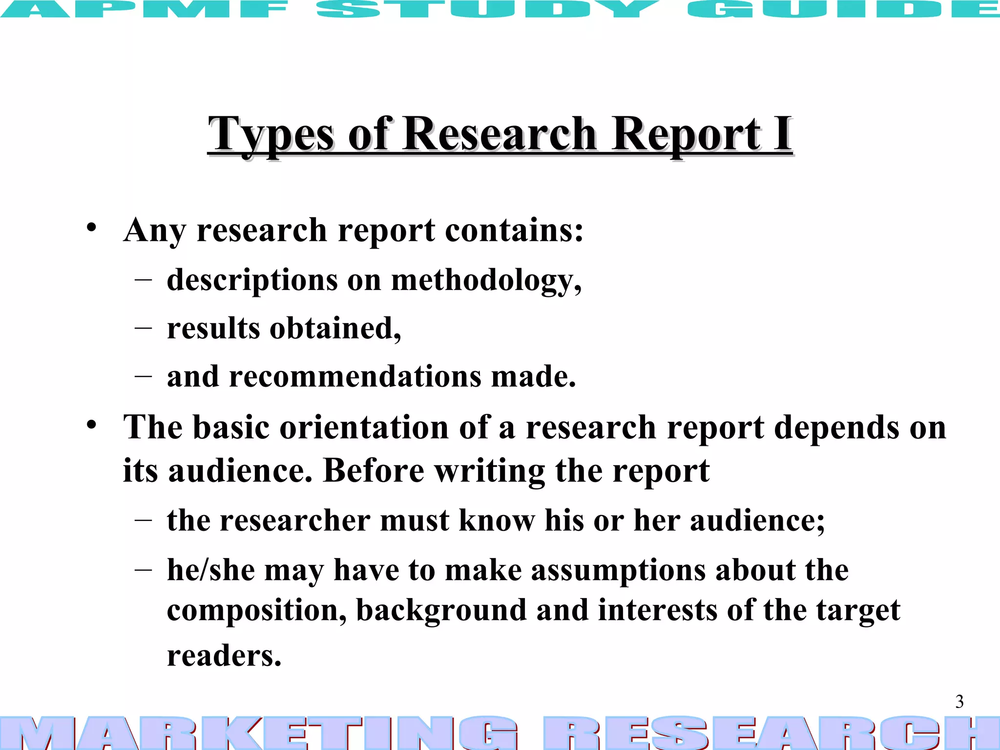 APMF STUDY GUIDE
Types of Research Report I
• Any research report contains:
– descriptions on methodology,
– results obtained,
– and recommendations made.
• The basic orientation of a research report depends on
its audience. Before writing the report
– the researcher must know his or her audience;
– he/she may have to make assumptions about the
composition, background and interests of the target
readers.
3
MARKETING RESEARCH